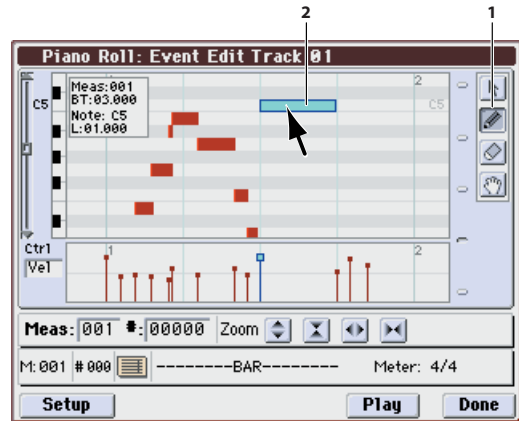 2 1
Piano Roll: Event Edit Track 01
1 2
Meas:001
BT:03.000
Note: C5
L:01.000
C5 C5
Ctrl
Vel
1 2
Meas: 001 #: 00000 Zoom
M: 001 # 000 --------BAR-------- Meter: 4/4
Setup Play Done